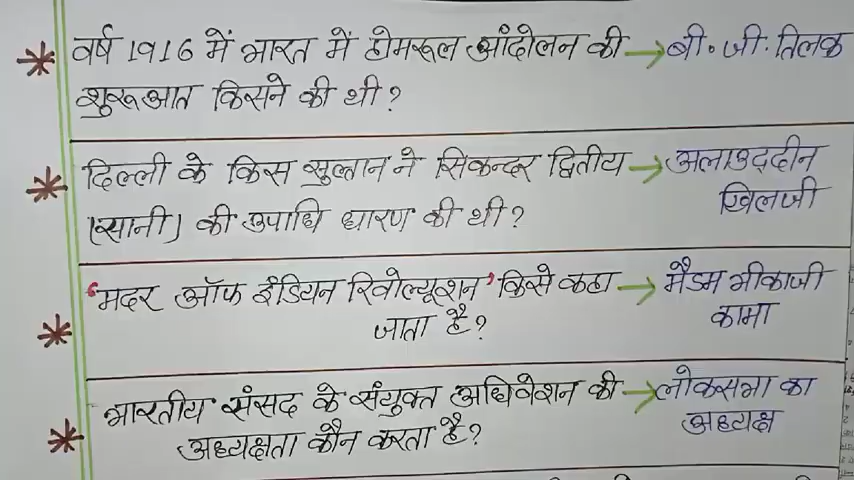 वर्ष 1916 में भारत में होमरूल आंदोलन की → बी. जी. तिलक
शुरूआत किसने की थी?
दिल्ली के किस सुल्तान ने सिकन्दर द्वितीय → अलाउद्दीन
(सानी) की उपाधि धारण की थी? खिलजी
'मदर ऑफ इंडियन रिवोल्यूशन' किसे कहा → मैडम भीकाजी
जाता है? कामा
भारतीय संसद के संयुक्त अधिवेशन की → लोकसभा का
अध्यक्षता कौन करता है? अध्यक्ष